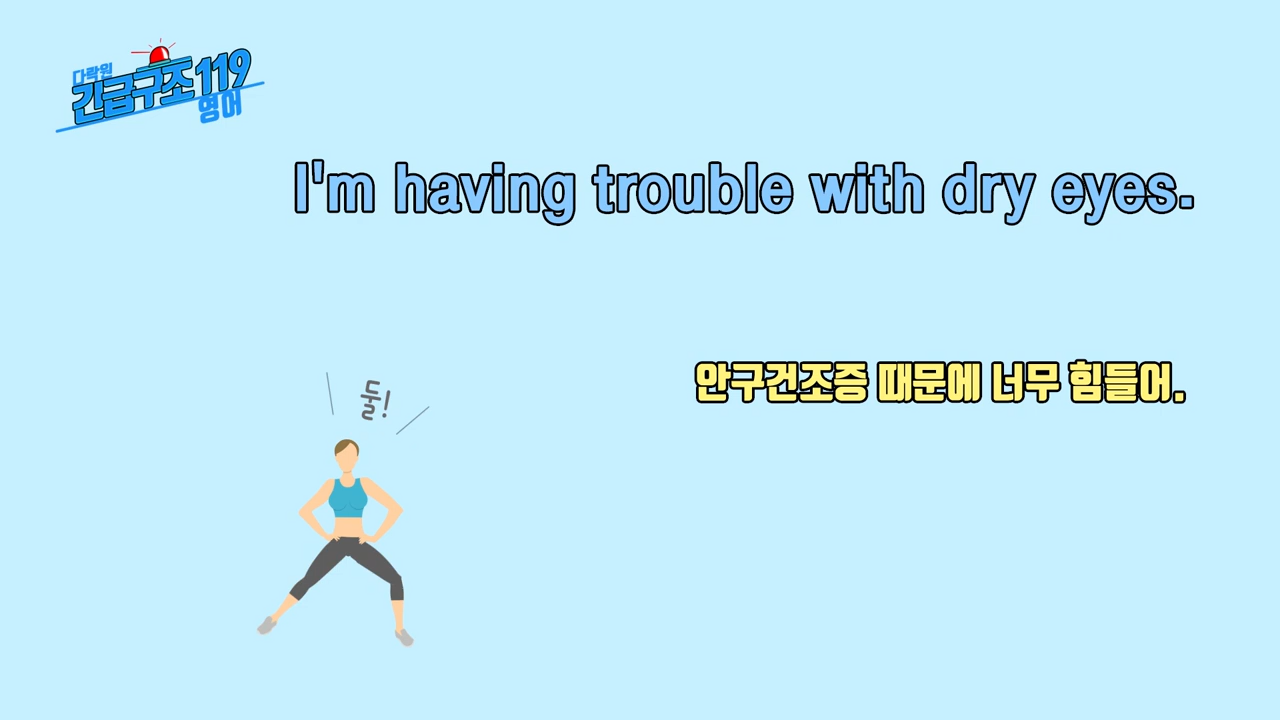 다락원
긴급구조119
영어
I'm having trouble with dry eyes.
안구건조증 때문에 너무 힘들어.
둘!